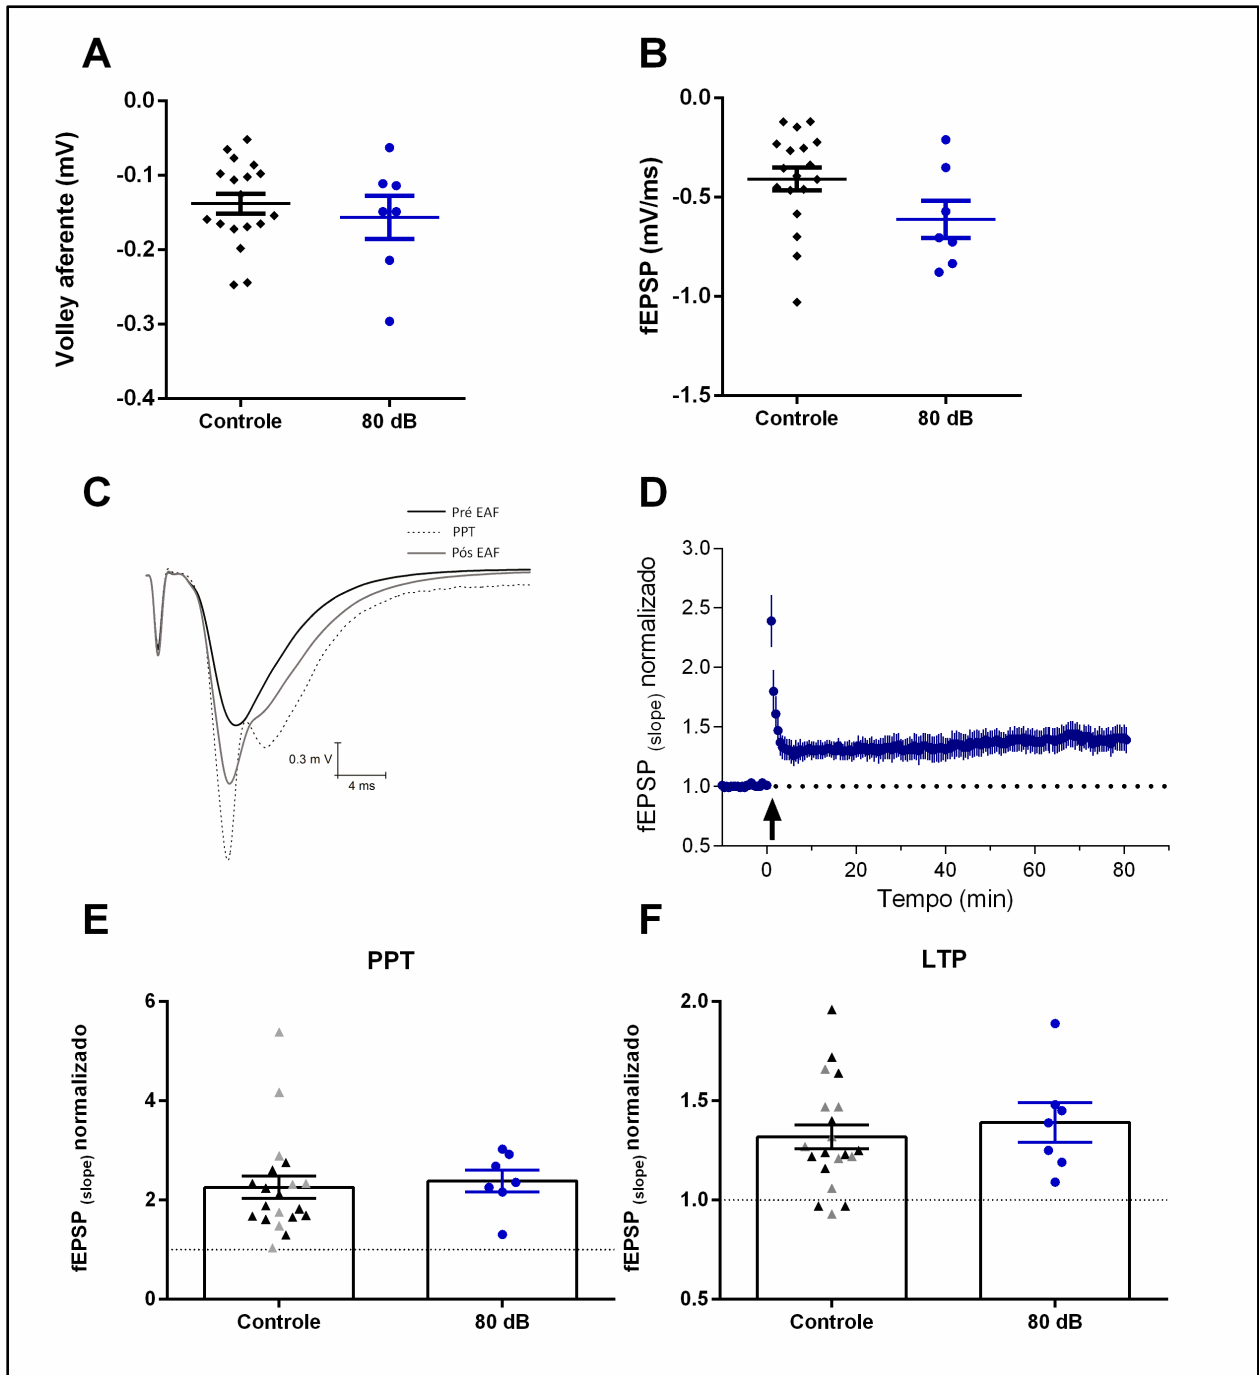 A
Volley aferente (mV)
0.0
-0.1
-0.2
-0.3
-0.4
Controle
80 dB
B
fEPSP (mV/ms)
0.0
-0.5
-1.0
-1.5
Controle
80 dB
C
Pré EAF
PPT
Pós EAF
0.3 m V
4 ms
D
fEPSP (slope) normalizado
3.0
2.5
2.0
1.5
1.0
0.5
0
20
40
60
80
Tempo (min)
E
PPT
fEPSP (slope) normalizado
6
4
2
0
Controle
80 dB
F
LTP
fEPSP (slope) normalizado
2.0
1.5
1.0
0.5
Controle
80 dB